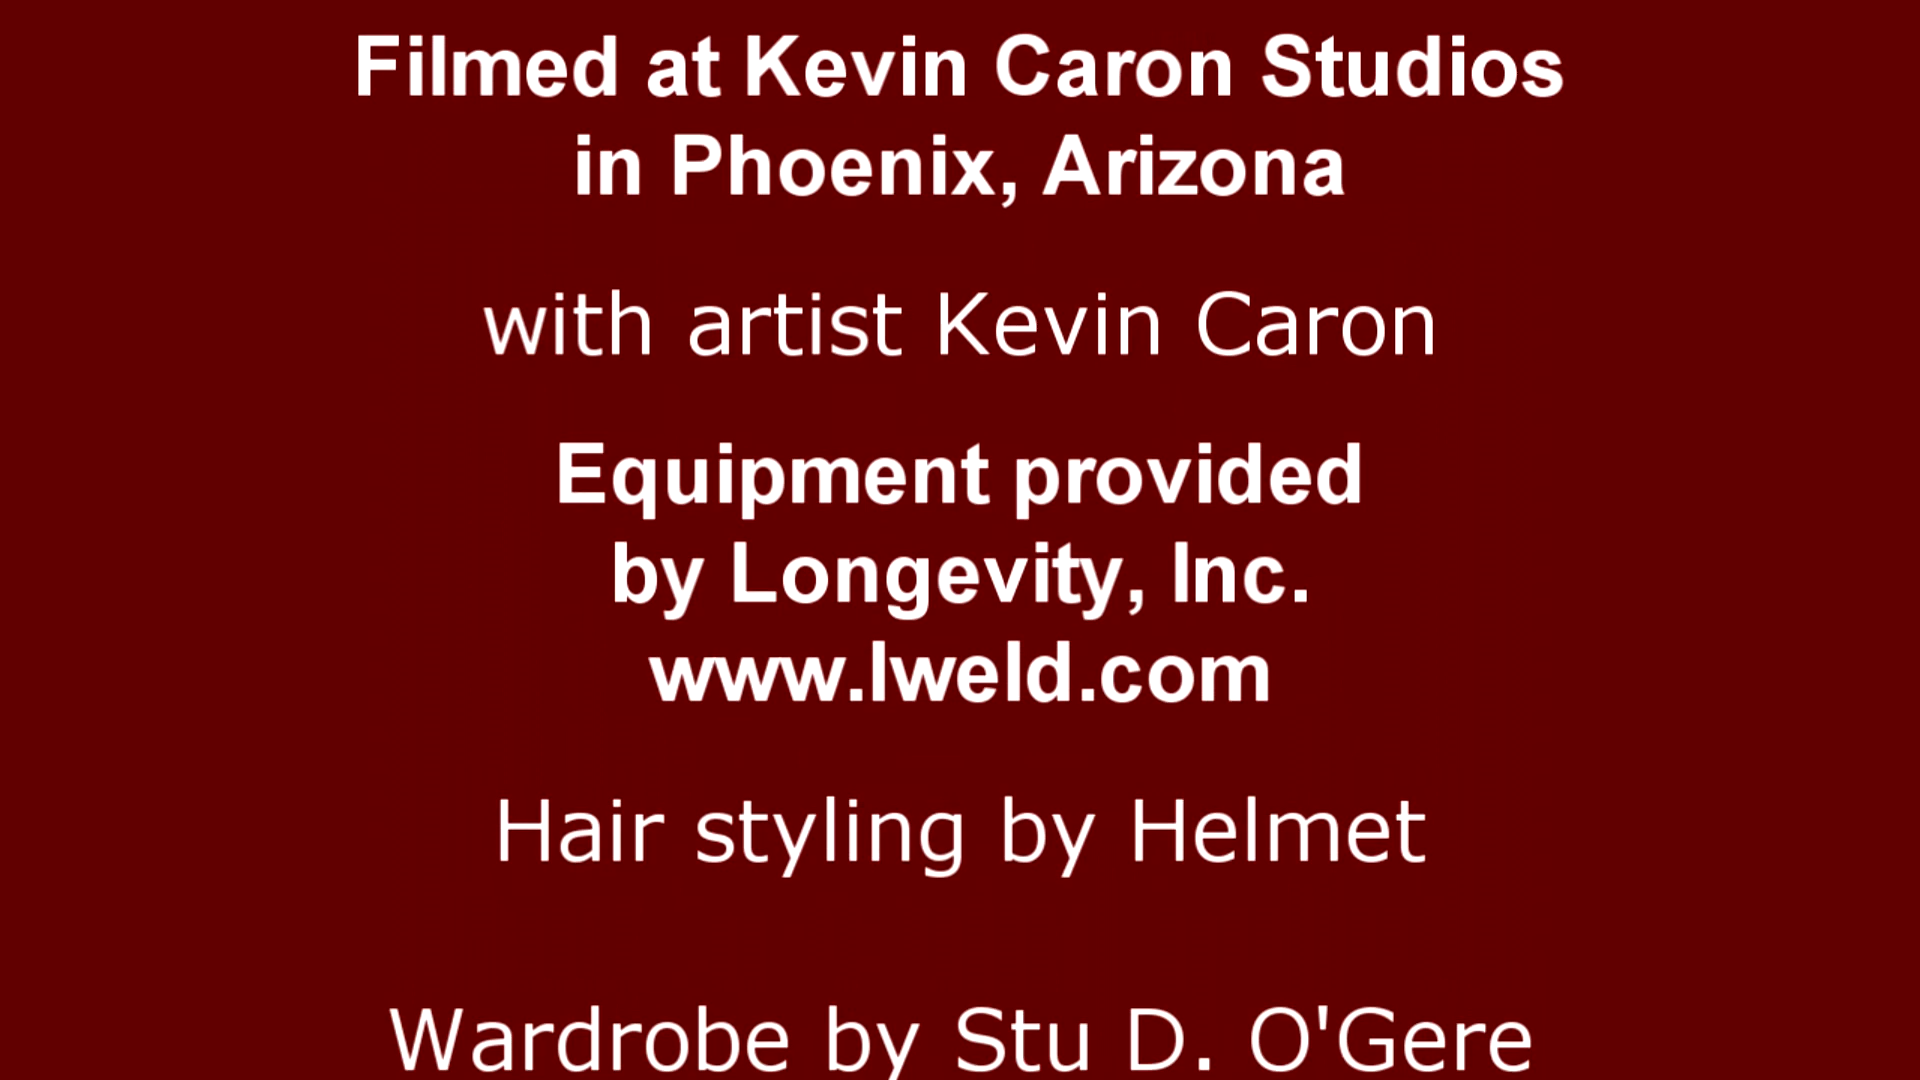 Filmed at Kevin Caron Studios
in Phoenix, Arizona
with artist Kevin Caron
Equipment provided
by Longevity, Inc.
www.lweld.com
Hair styling by Helmet
Wardrobe by Stu D. O'Gere